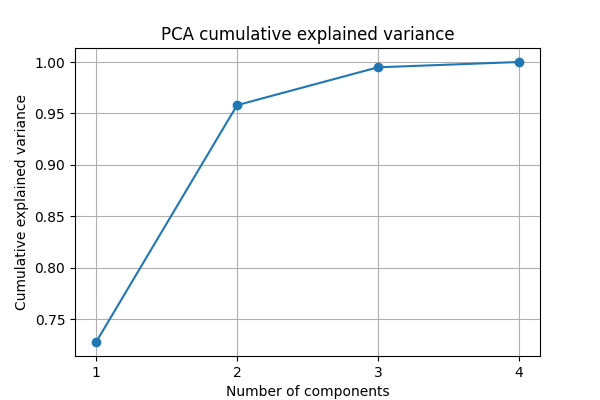 PCA cumulative explained variance
1.00
0.95
0.90
0.85
0.80
0.75
Cumulative explained variance
1 2 3 4
Number of components